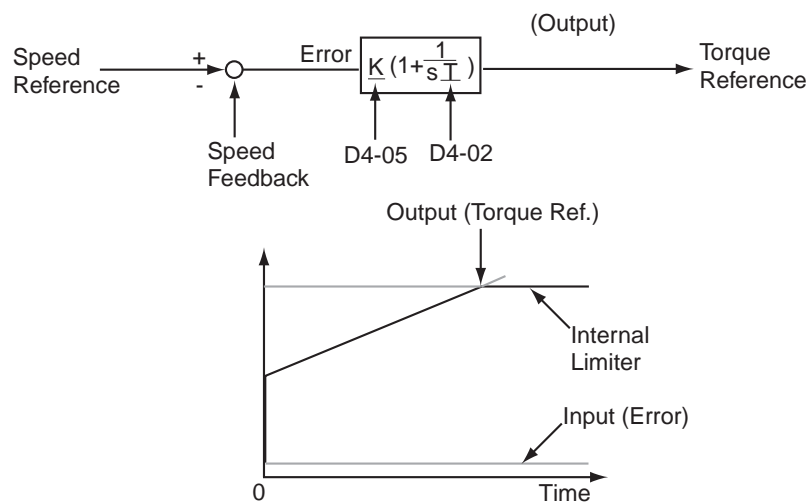 (Output)
Speed
Reference
+
-
Error
K (1+ 1/sT )
Torque
Reference
Speed
Feedback
D4-05
D4-02
Output (Torque Ref.)
Internal
Limiter
Input (Error)
0
Time